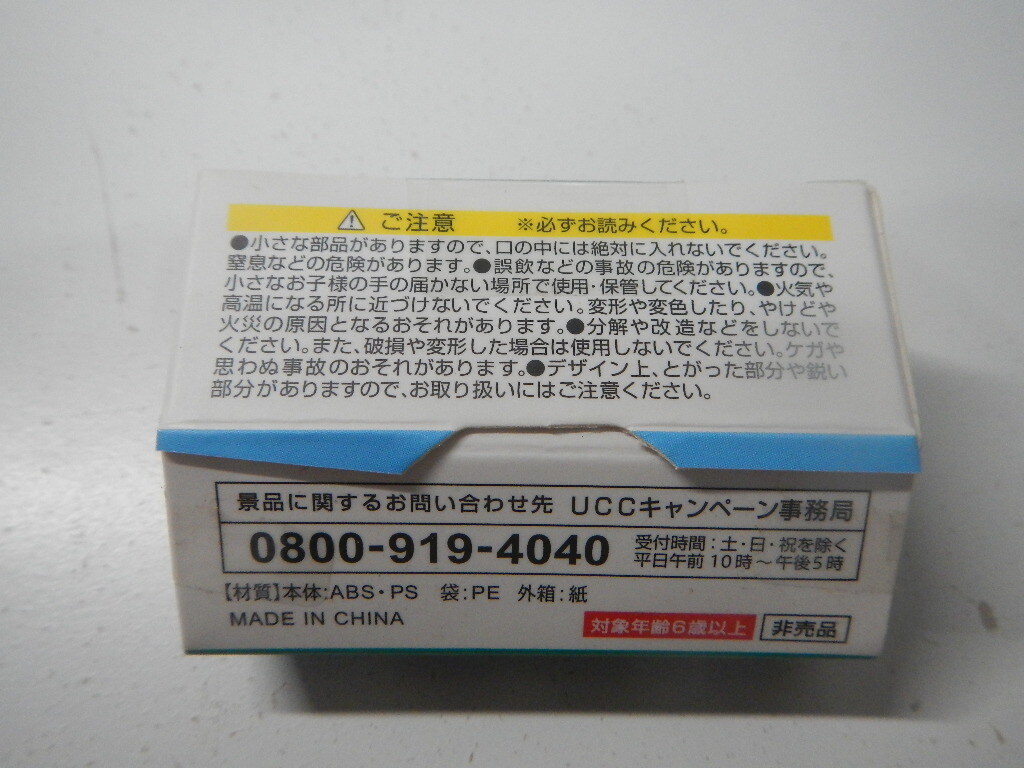 ⚠ ご注意 ※必ずお読みください。
●小さな部品がありますので、口の中には絶対に入れないでください。
窒息などの危険があります。●誤飲などの事故の危険がありますので、
小さなお子様の手の届かない場所で使用・保管してください。●火気や
高温になる所に近づけないでください。変形や変色したり、やけどや
火災の原因となるおそれがあります。●分解や改造などをしないで
ください。また、破損や変形した場合は使用しないでください。ケガや
思わぬ事故のおそれがあります。●デザイン上、とがった部分や鋭い
部分がありますので、お取り扱いにはご注意ください。
景品に関するお問い合わせ先 UCCキャンペーン事務局
0800-919-4040 受付時間:土・日・祝を除く
平日午前10時~午後5時
【材質】本体:ABS・PS 袋:PE 外箱:紙
MADE IN CHINA 対象年齢6歳以上 非売品